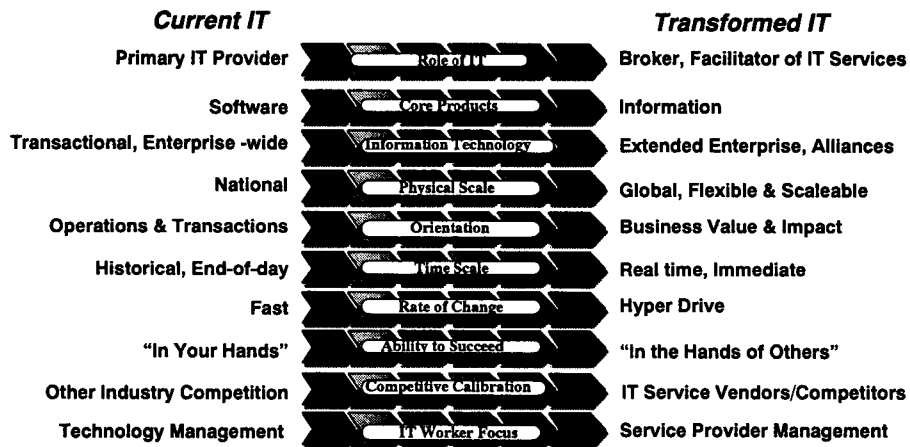 Current IT Transformed IT
Primary IT Provider Role of IT Broker, Facilitator of IT Services
Software Core Products Information
Transactional, Enterprise -wide Information Technology Extended Enterprise, Alliances
National Physical Scale Global, Flexible & Scaleable
Operations & Transactions Orientation Business Value & Impact
Historical, End-of-day Time Scale Real time, Immediate
Fast Rate of Change Hyper Drive
“In Your Hands” Ability to Succeed “In the Hands of Others”
Other Industry Competition Competitive Calibration IT Service Vendors/Competitors
Technology Management IT Worker Focus Service Provider Management